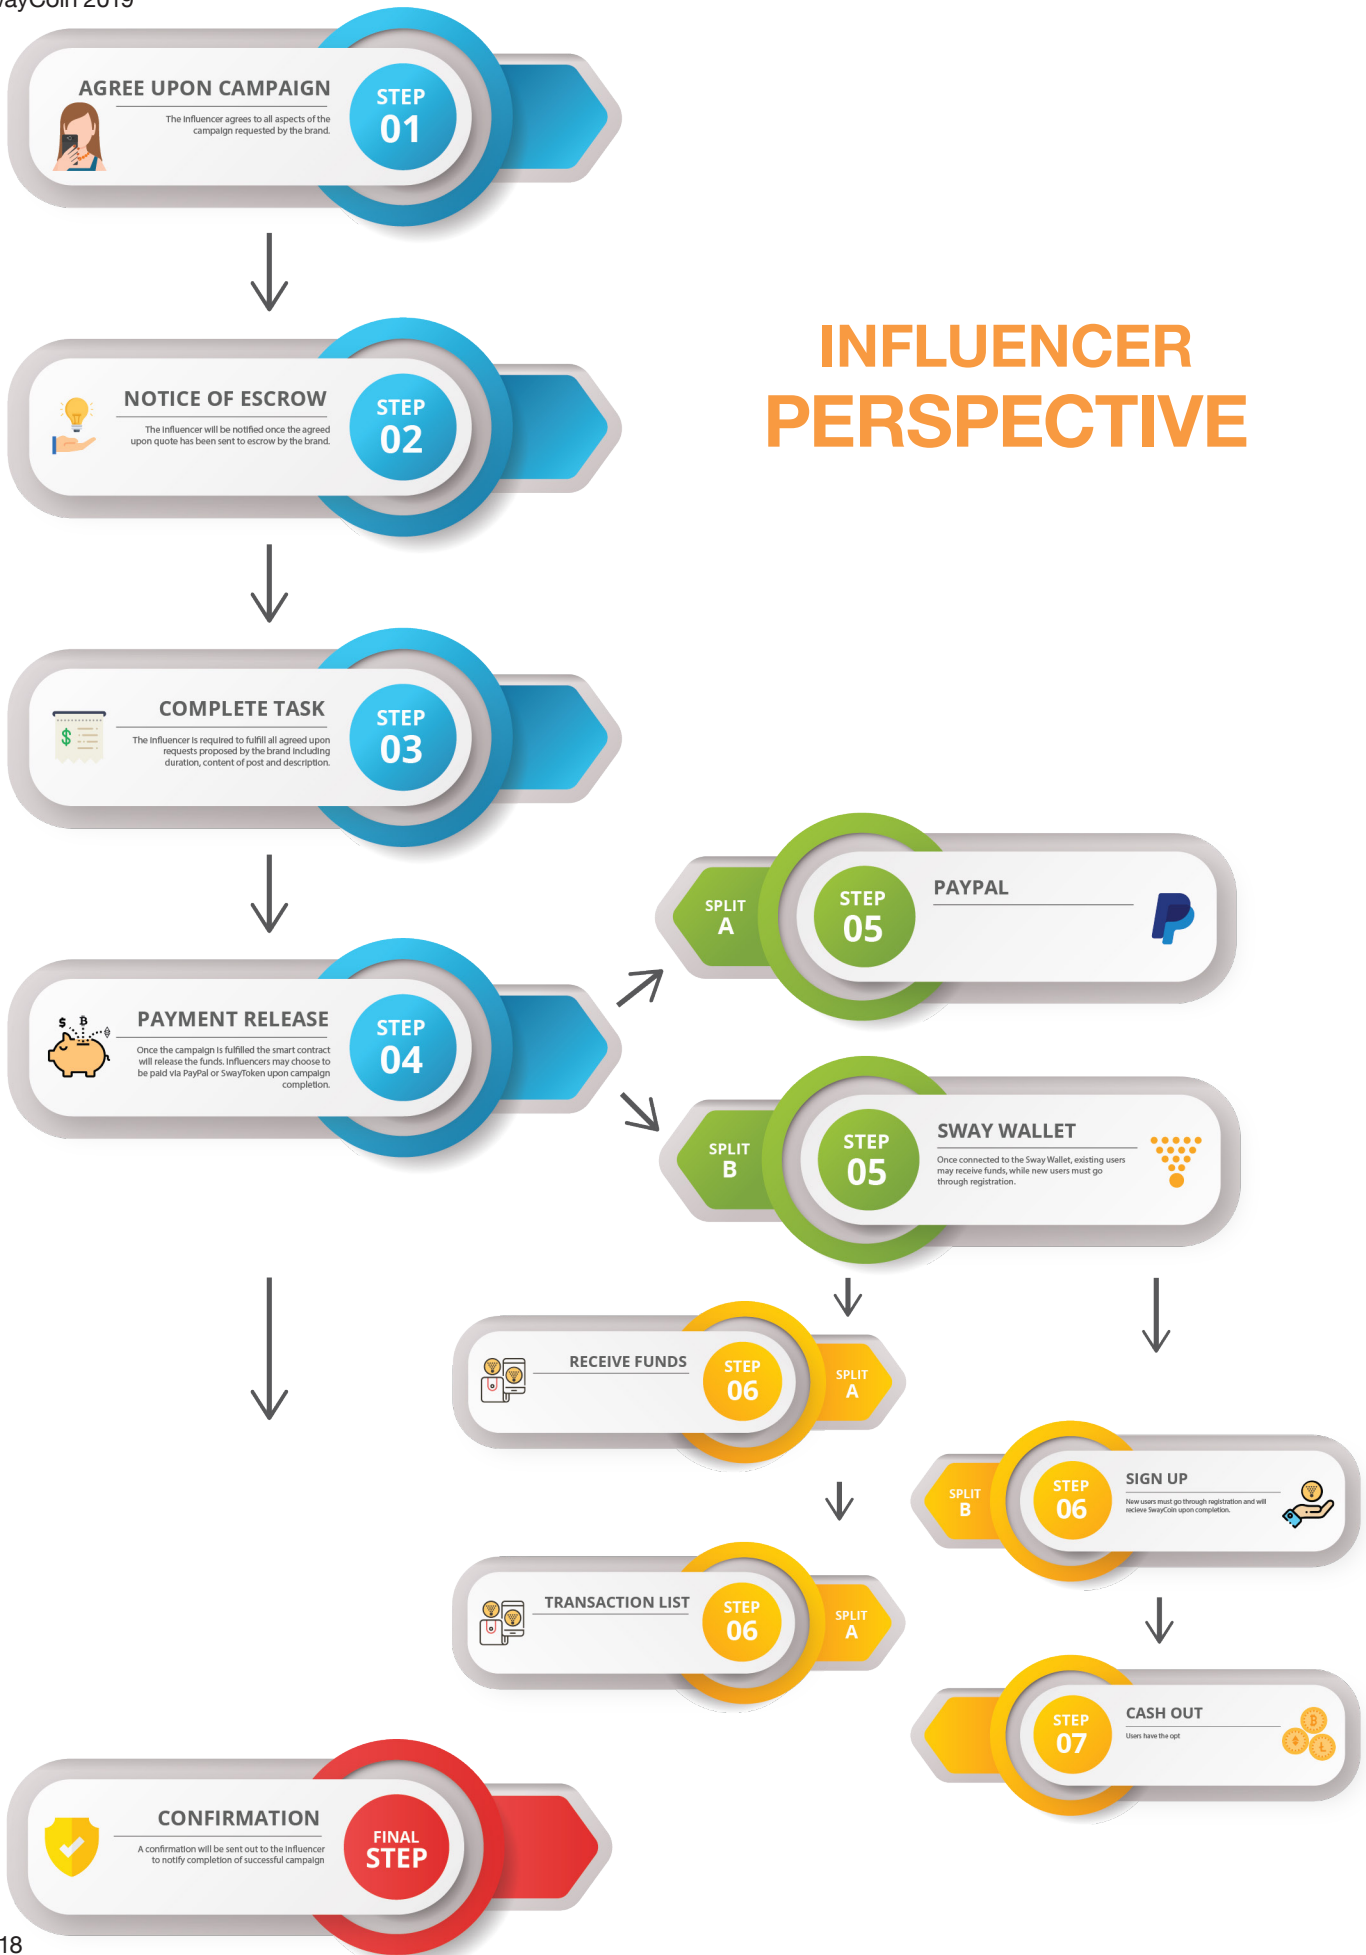 AGREE UPON CAMPAIGN
The Influencer agrees to all aspects of the
campaign requested by the brand.
STEP
01
INFLUENCER
PERSPECTIVE
NOTICE OF ESCROW
The Influencer will be notified once the agreed
upon quote has been sent to escrow by the brand.
STEP
02
COMPLETE TASK
The Influencer is required to fulfill all agreed upon
requests proposed by the brand including
duration, content of post and description.
STEP
03
SPLIT
A
STEP
05
PAYPAL
PAYMENT RELEASE
Once the campaign is fulfilled the smart contract
will release the funds. Influencers may choose to
be paid via PayPal or SwayToken upon campaign
completion.
STEP
04
SPLIT
B
STEP
05
SWAY WALLET
Once connected to the Sway Wallet, existing users
may receive funds, while new users must go
through registration.
RECEIVE FUNDS
STEP
06
SPLIT
A
SPLIT
B
STEP
06
SIGN UP
New users must go through registration and will
recieve SwayCoin upon completion.
TRANSACTION LIST
STEP
06
SPLIT
A
STEP
07
CASH OUT
Users have the opt
CONFIRMATION
A confirmation will be sent out to the Influencer
to notify completion of successful campaign
FINAL
STEP
18